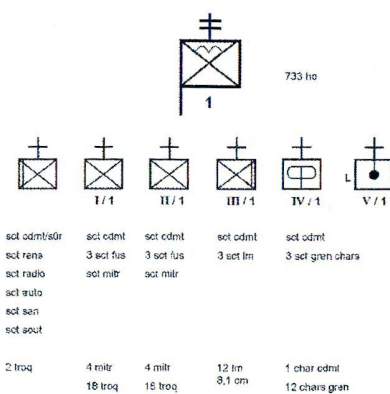 733 ho
1
I / 1 II / 1 III / 1 IV / 1 L V / 1
sct cdmt/sûr sct cdmt sct cdmt sct cdmt sct cdmt
sct rens 3 sct fus 3 sct fus 3 sct lm 3 sct gren chars
sct radio sct mitr sct mitr
sct auto
sct san
sct sout
2 troq 4 mitr 4 mitr 12 lm 1 char cdmt
18 troq 18 troq 8,1 cm 12 chars gren